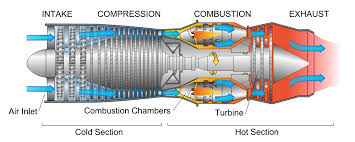 INTAKE COMPRESSION COMBUSTION EXHAUST
Air Inlet Combustion Chambers Turbine
Cold Section Hot Section